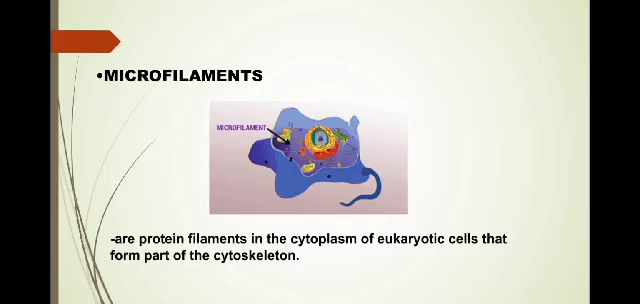 •MICROFILAMENTS
MICROFILAMENT
-are protein filaments in the cytoplasm of eukaryotic cells that
form part of the cytoskeleton.